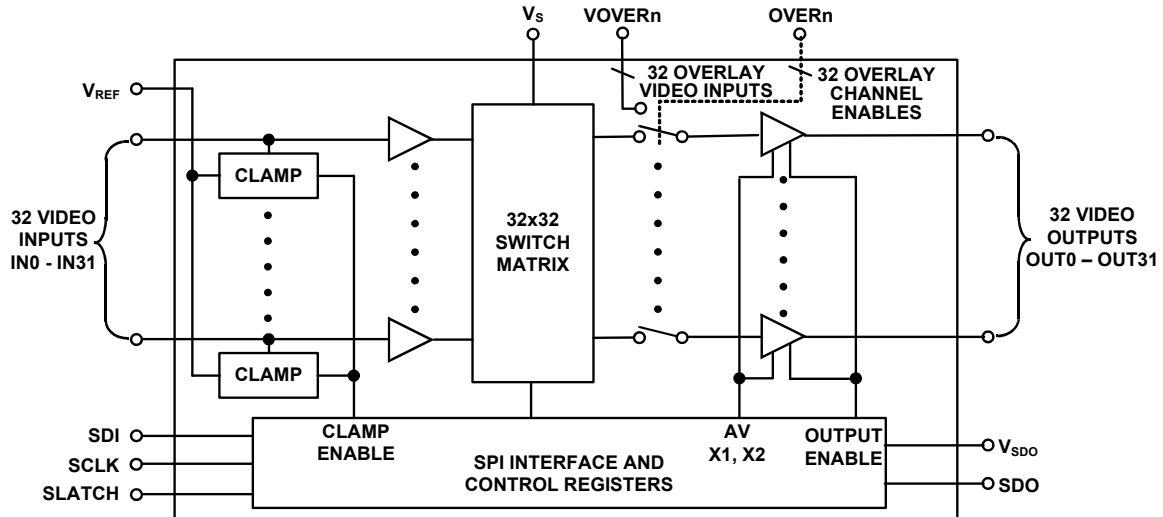 VS
VOVERn
OVERn
32 OVERLAY
VIDEO INPUTS
32 OVERLAY
CHANNEL
ENABLES
VREF
CLAMP
32 VIDEO
INPUTS
IN0 - IN31
32x32
SWITCH
MATRIX
32 VIDEO
OUTPUTS
OUT0 – OUT31
CLAMP
SDI
SCLK
SLATCH
CLAMP
ENABLE
AV
X1, X2
OUTPUT
ENABLE
SPI INTERFACE AND
CONTROL REGISTERS
VSDO
SDO